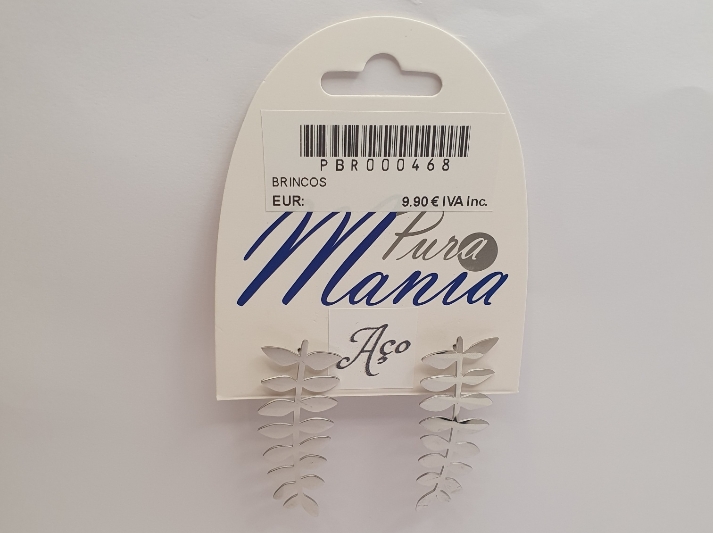 PBR000468
BRINCOS
EUR: 9.90 € IVA Inc.
Pura
Mania
Aço